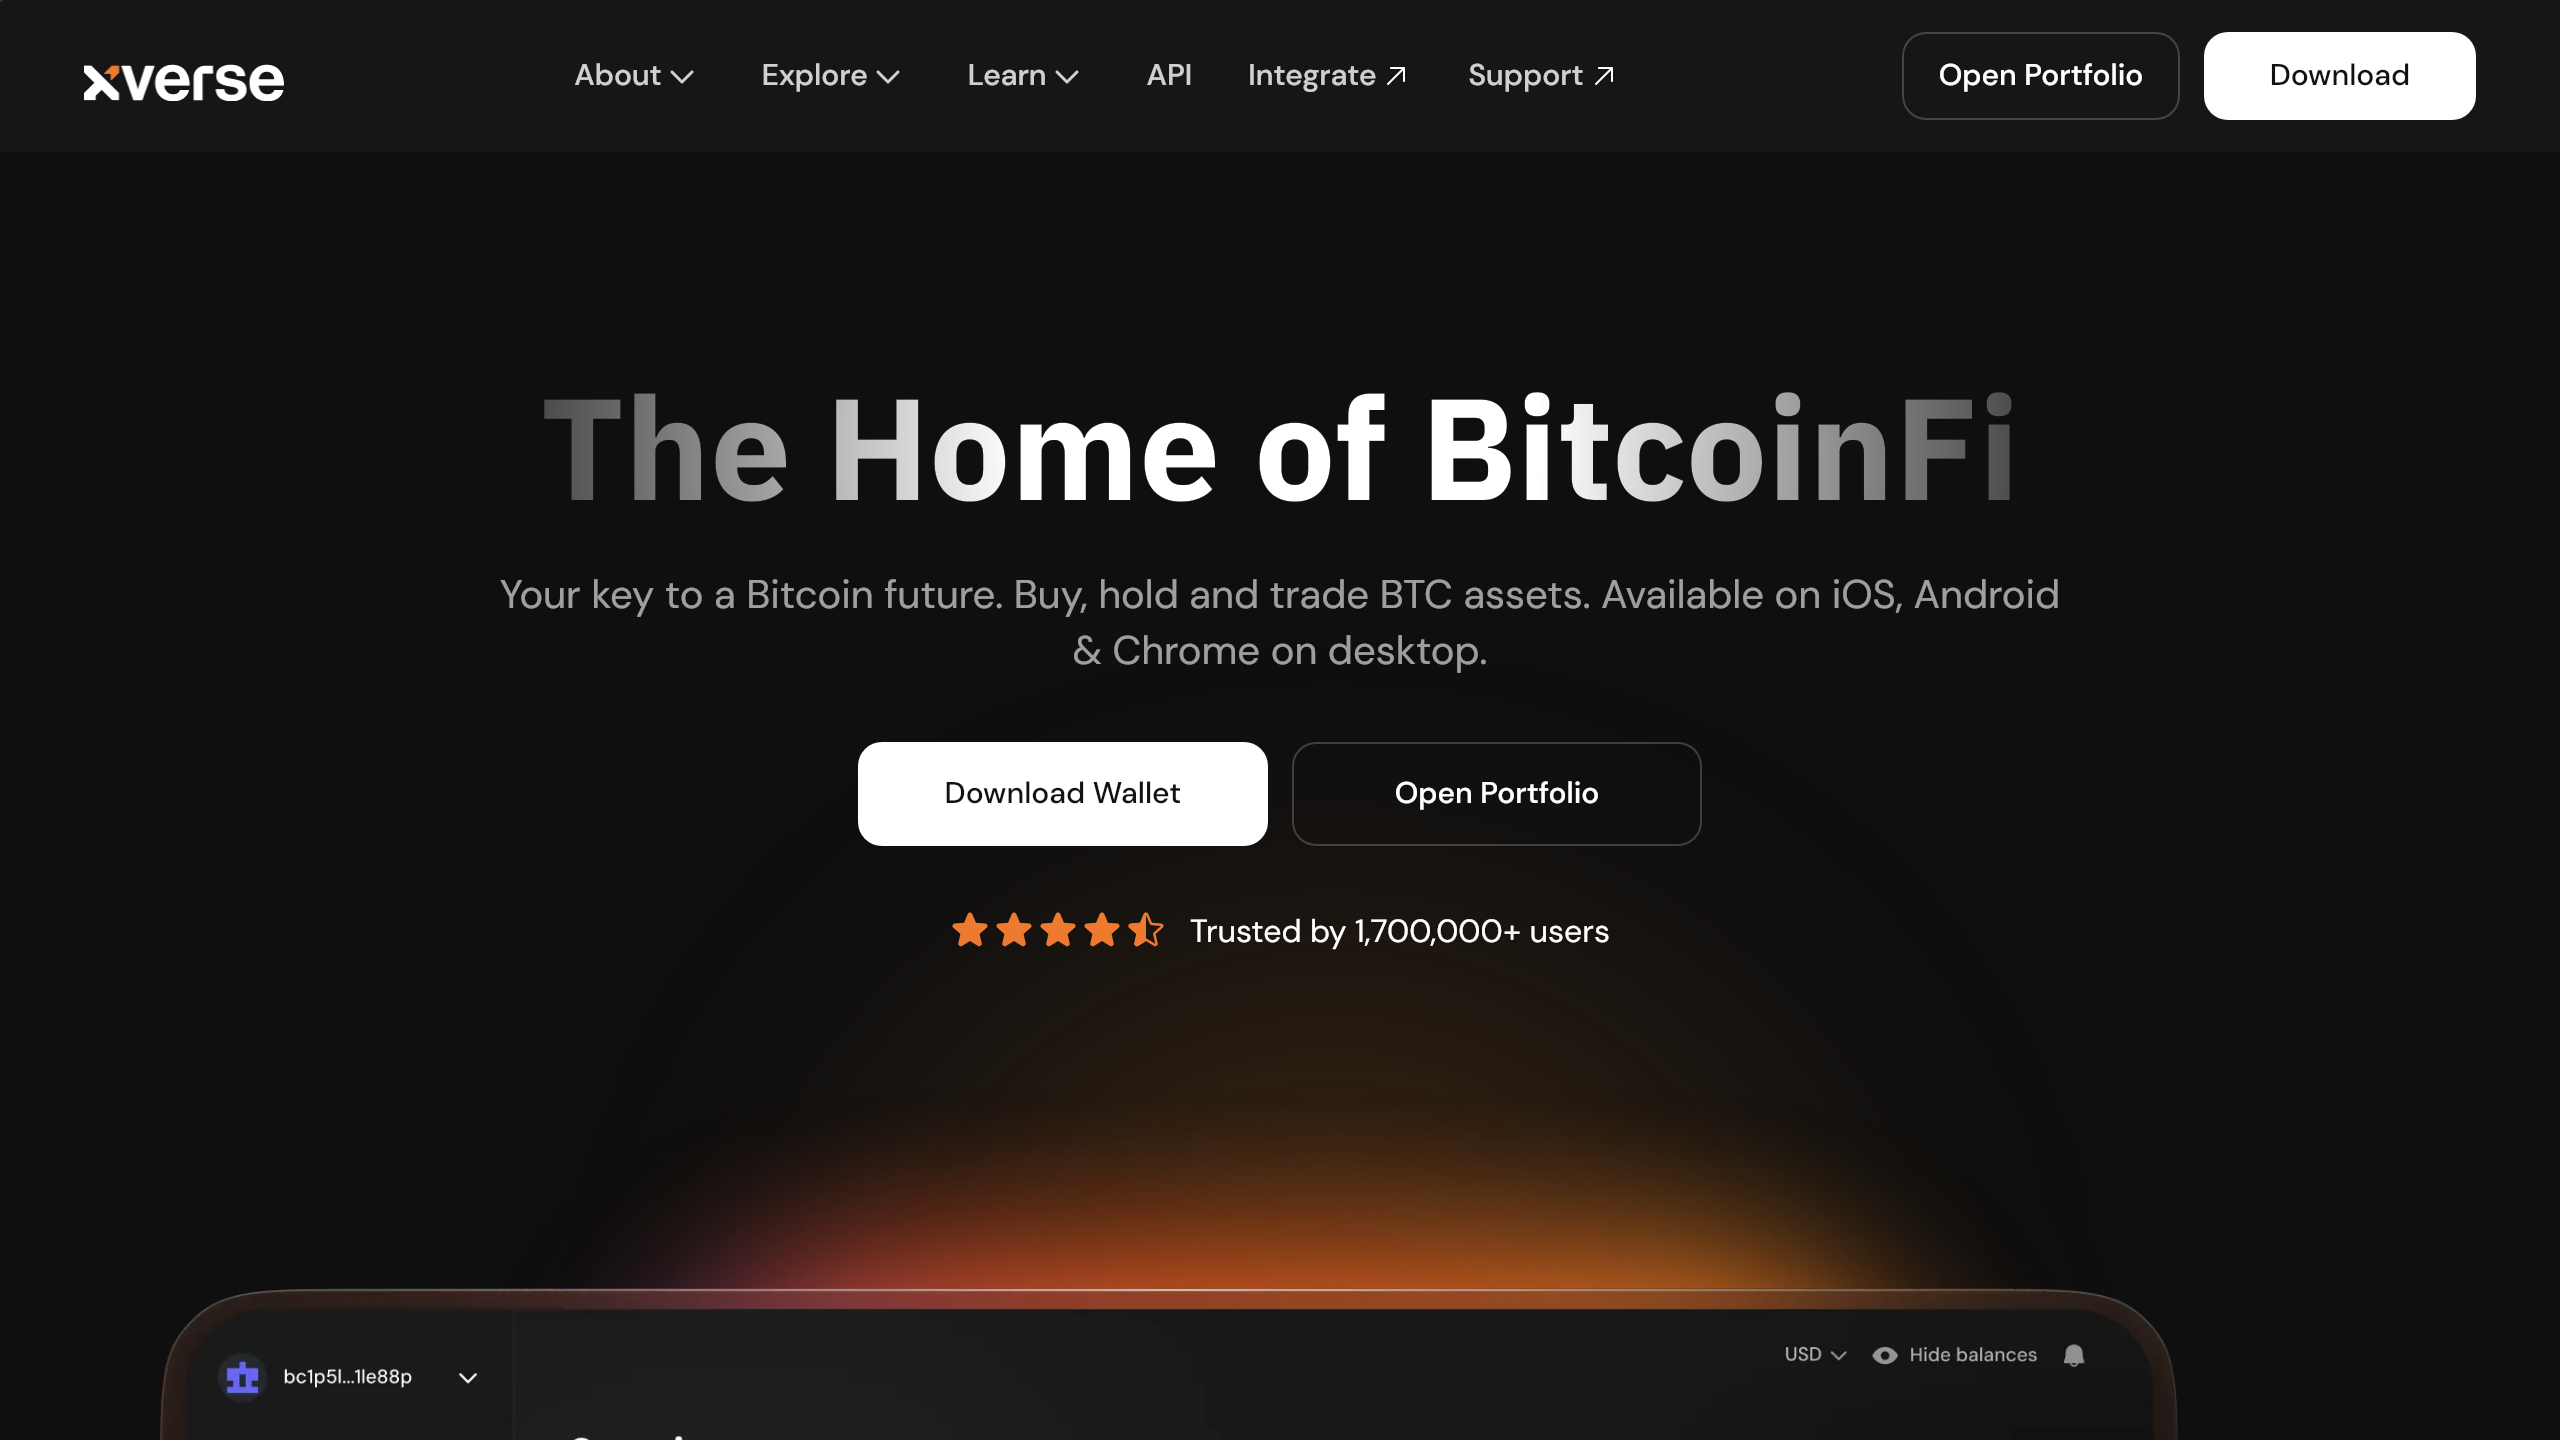 xverse
About
Explore
Learn
API
Integrate
Support
Open Portfolio
Download
The Home of BitcoinFi
Your key to a Bitcoin future. Buy, hold and trade BTC assets. Available on iOS, Android
& Chrome on desktop.
Download Wallet
Open Portfolio
Trusted by 1,700,000+ users
USD
Hide balances
bc1p5l...1le88p